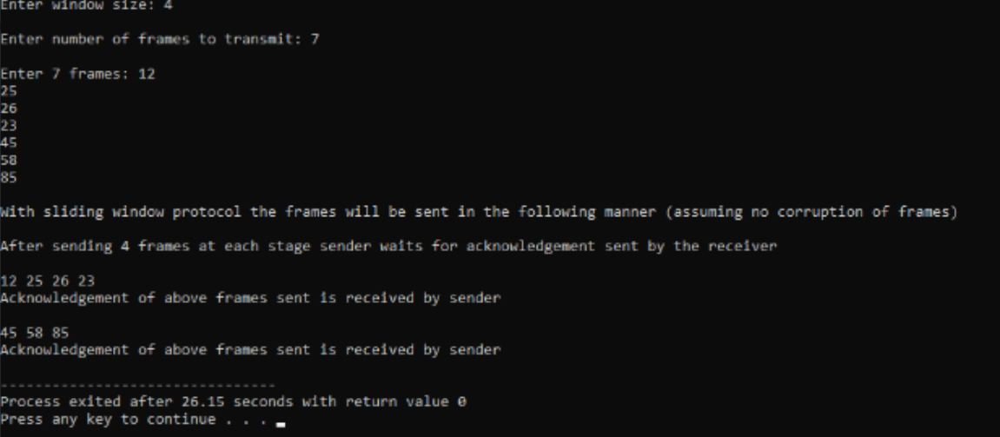 Enter window size: 4
Enter number of frames to transmit: 7
Enter 7 frames: 12
25
26
23
45
58
85
With sliding window protocol the frames will be sent in the following manner (assuming no corruption of frames)
After sending 4 frames at each stage sender waits for acknowledgement sent by the receiver
12 25 26 23
Acknowledgement of above frames sent is received by sender
45 58 85
Acknowledgement of above frames sent is received by sender
--------------------------------
Process exited after 26.15 seconds with return value 0
Press any key to continue . . .